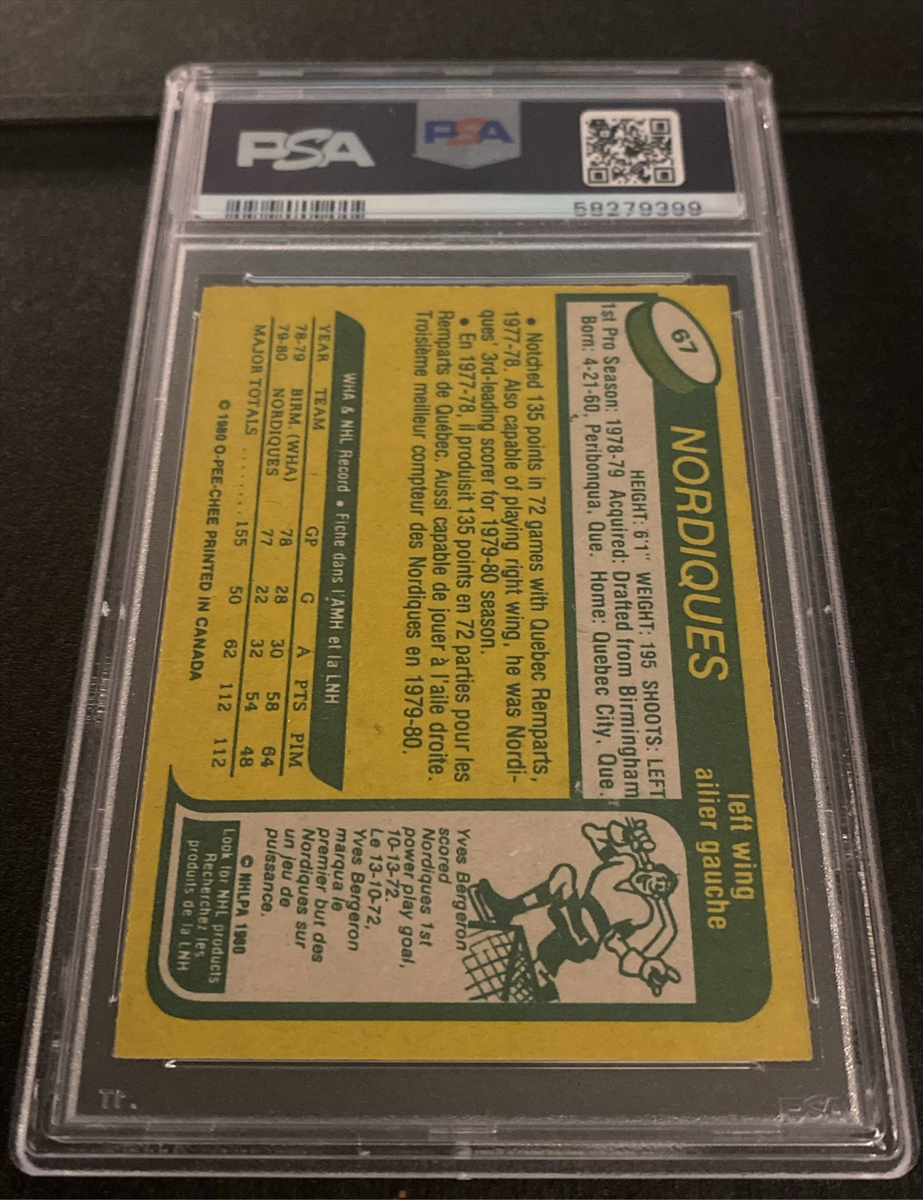 PSA
PSA
58279399
67
NORDIQUES
left wing
ailier gauche
HEIGHT: 6'1" WEIGHT: 195 SHOOTS: LEFT
1st Pro Season: 1978-79 Acquired: Drafted from Birmingham
Born: 4-21-60, Peribonqua, Que. Home: Quebec City, Que.
• Notched 135 points in 72 games with Quebec Remparts,
1977-78. Also capable of playing right wing, he was Nordi-
ques' 3rd-leading scorer for 1979-80 season.
• En 1977-78, il produisit 135 points en 72 parties pour les
Remparts de Québec. Aussi capable de jouer à l'aile droite.
Troisième meilleur compteur des Nordiques en 1979-80.
WHA & NHL Record • Fiche dans l'AMH et la LNH
YEAR TEAM GP G A PTS PIM
78-79 BIRM. (WHA) 78 28 30 58 64
79-80 NORDIQUES 77 22 32 54 48
MAJOR TOTALS ........ 155 50 62 112 112
© 1980 O-PEE-CHEE PRINTED IN CANADA
Yves Bergeron
scored
Nordiques 1st
power play goal,
10-13-72.
Le 13-10-72,
Yves Bergeron
marqua le
premier but des
Nordiques sur
un jeu de
puissance.
© NHLPA 1980
Look for NHL products
Recherchez les
produits de la LNH
PSA